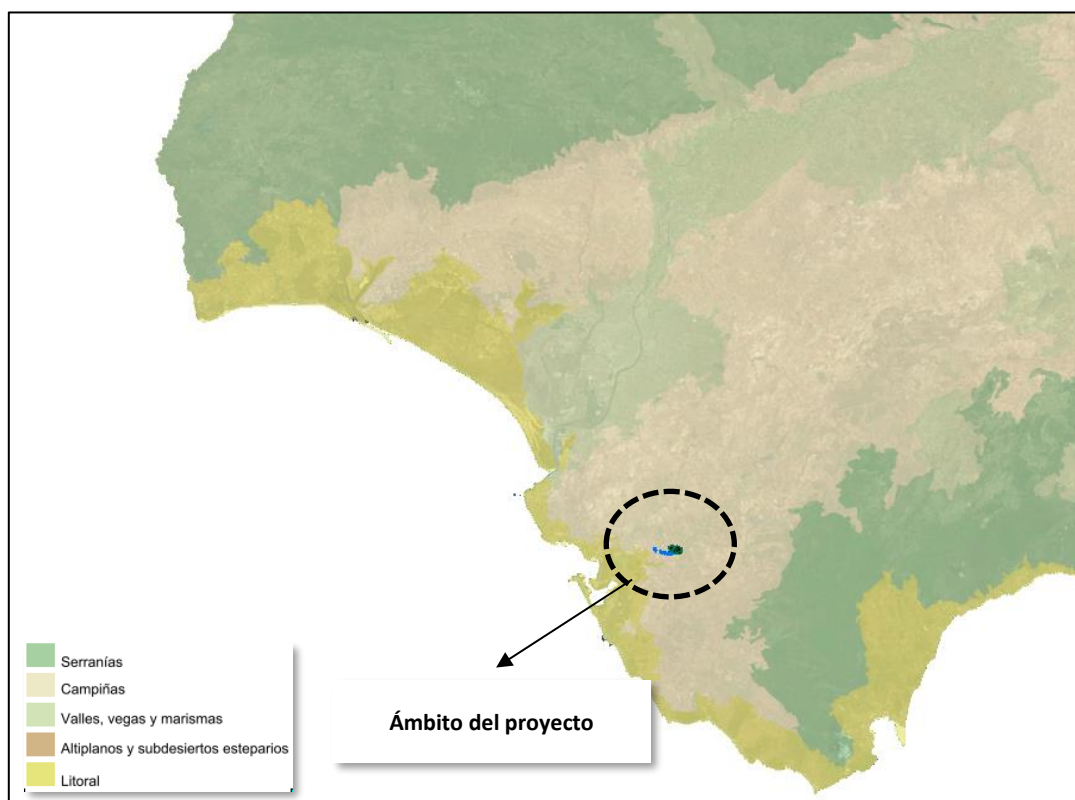 Serranías
Campiñas
Valles, vegas y marismas
Altiplanos y subdesiertos esteparios
Litoral
Ámbito del proyecto